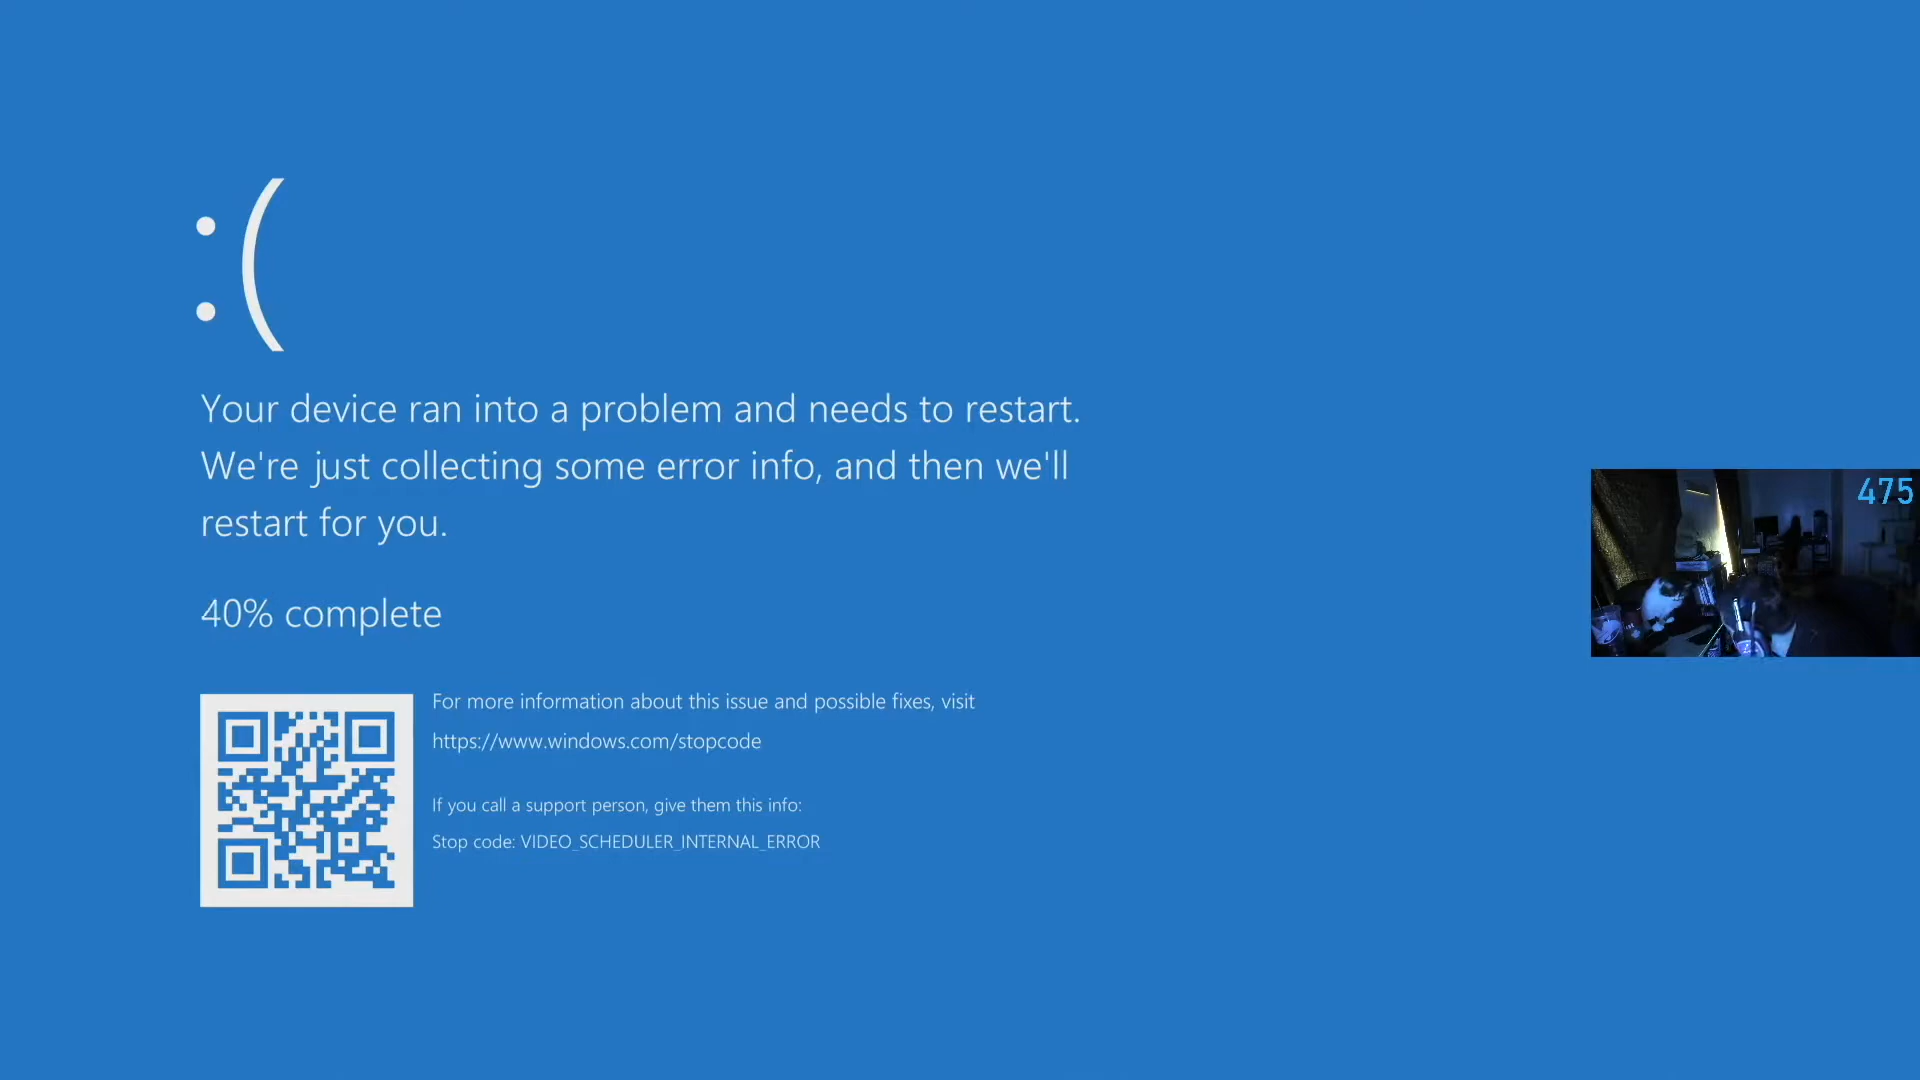 :(
Your device ran into a problem and needs to restart.
We're just collecting some error info, and then we'll
restart for you.
40% complete
For more information about this issue and possible fixes, visit
https://www.windows.com/stopcode
If you call a support person, give them this info:
Stop code: VIDEO_SCHEDULER_INTERNAL_ERROR
475